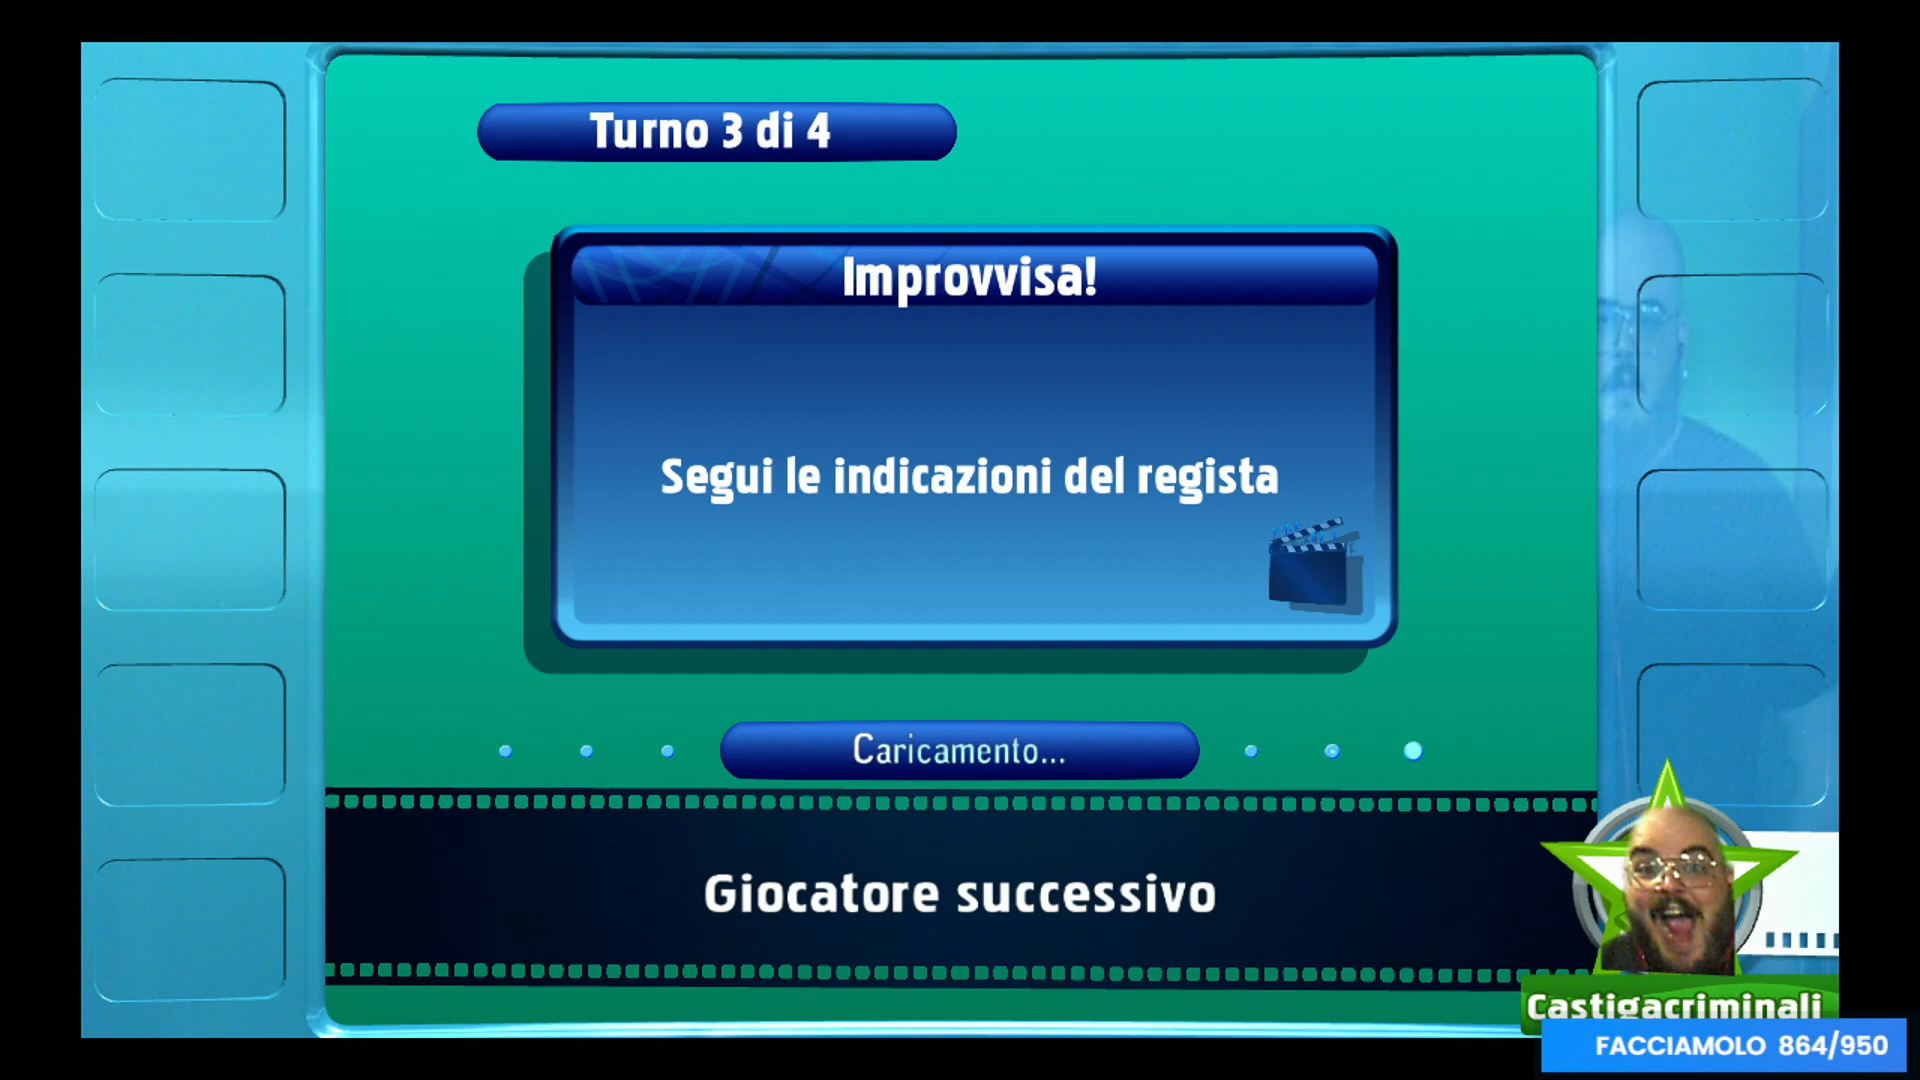 Turno 3 di 4
Improvvisa!
Segui le indicazioni del regista
Caricamento...
Giocatore successivo
Castigacriminali
FACCIAMOLO 864/950